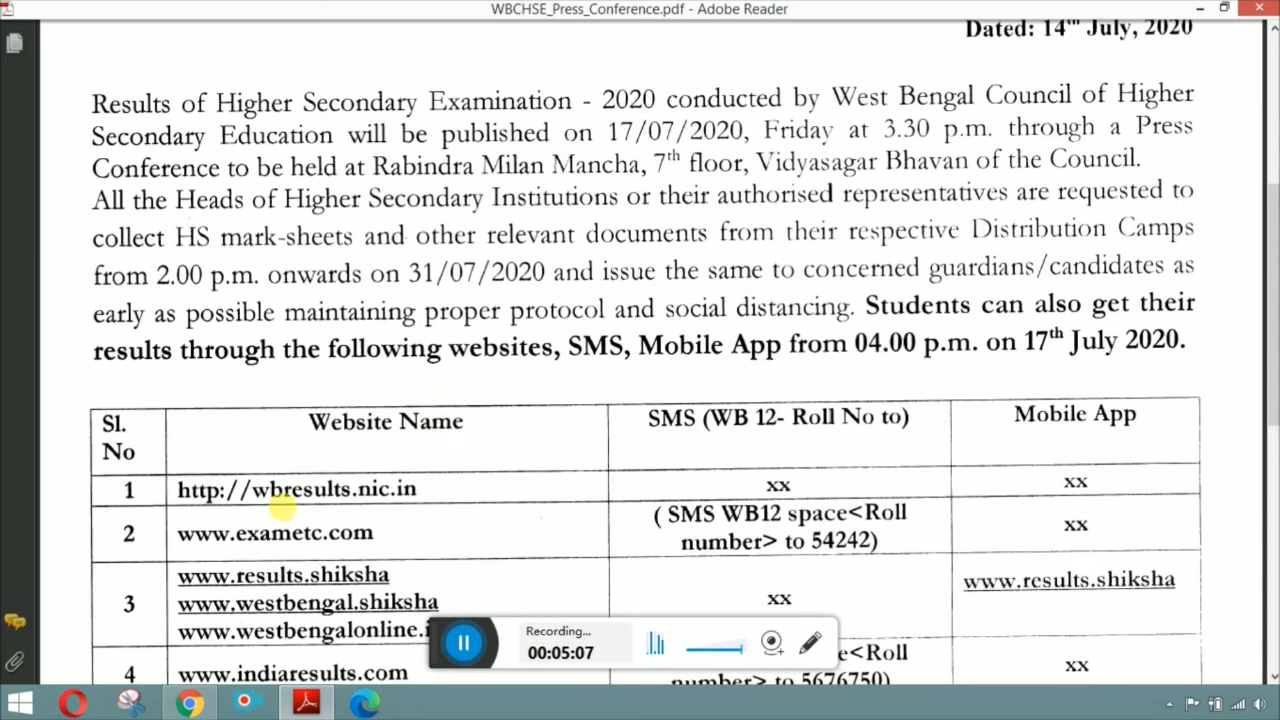 WBCHSE_Press_Conference.pdf - Adobe Reader
Dated: 14th July, 2020
Results of Higher Secondary Examination - 2020 conducted by West Bengal Council of Higher
Secondary Education will be published on 17/07/2020, Friday at 3.30 p.m. through a Press
Conference to be held at Rabindra Milan Mancha, 7th floor, Vidyasagar Bhavan of the Council.
All the Heads of Higher Secondary Institutions or their authorised representatives are requested to
collect HS mark-sheets and other relevant documents from their respective Distribution Camps
from 2.00 p.m. onwards on 31/07/2020 and issue the same to concerned guardians/candidates as
early as possible maintaining proper protocol and social distancing. Students can also get their
results through the following websites, SMS, Mobile App from 04.00 p.m. on 17th July 2020.
Sl. No
Website Name
SMS (WB 12- Roll No to)
Mobile App
1
http://wbresults.nic.in
xx
xx
2
www.exametc.com
( SMS WB12 space<Roll
number> to 54242)
xx
3
www.results.shiksha
www.westbengal.shiksha
www.westbengalonline.i
xx
www.results.shiksha
4
www.indiaresults.com
e<Roll
number> to 5676750)
xx
Recording...
00:05:07